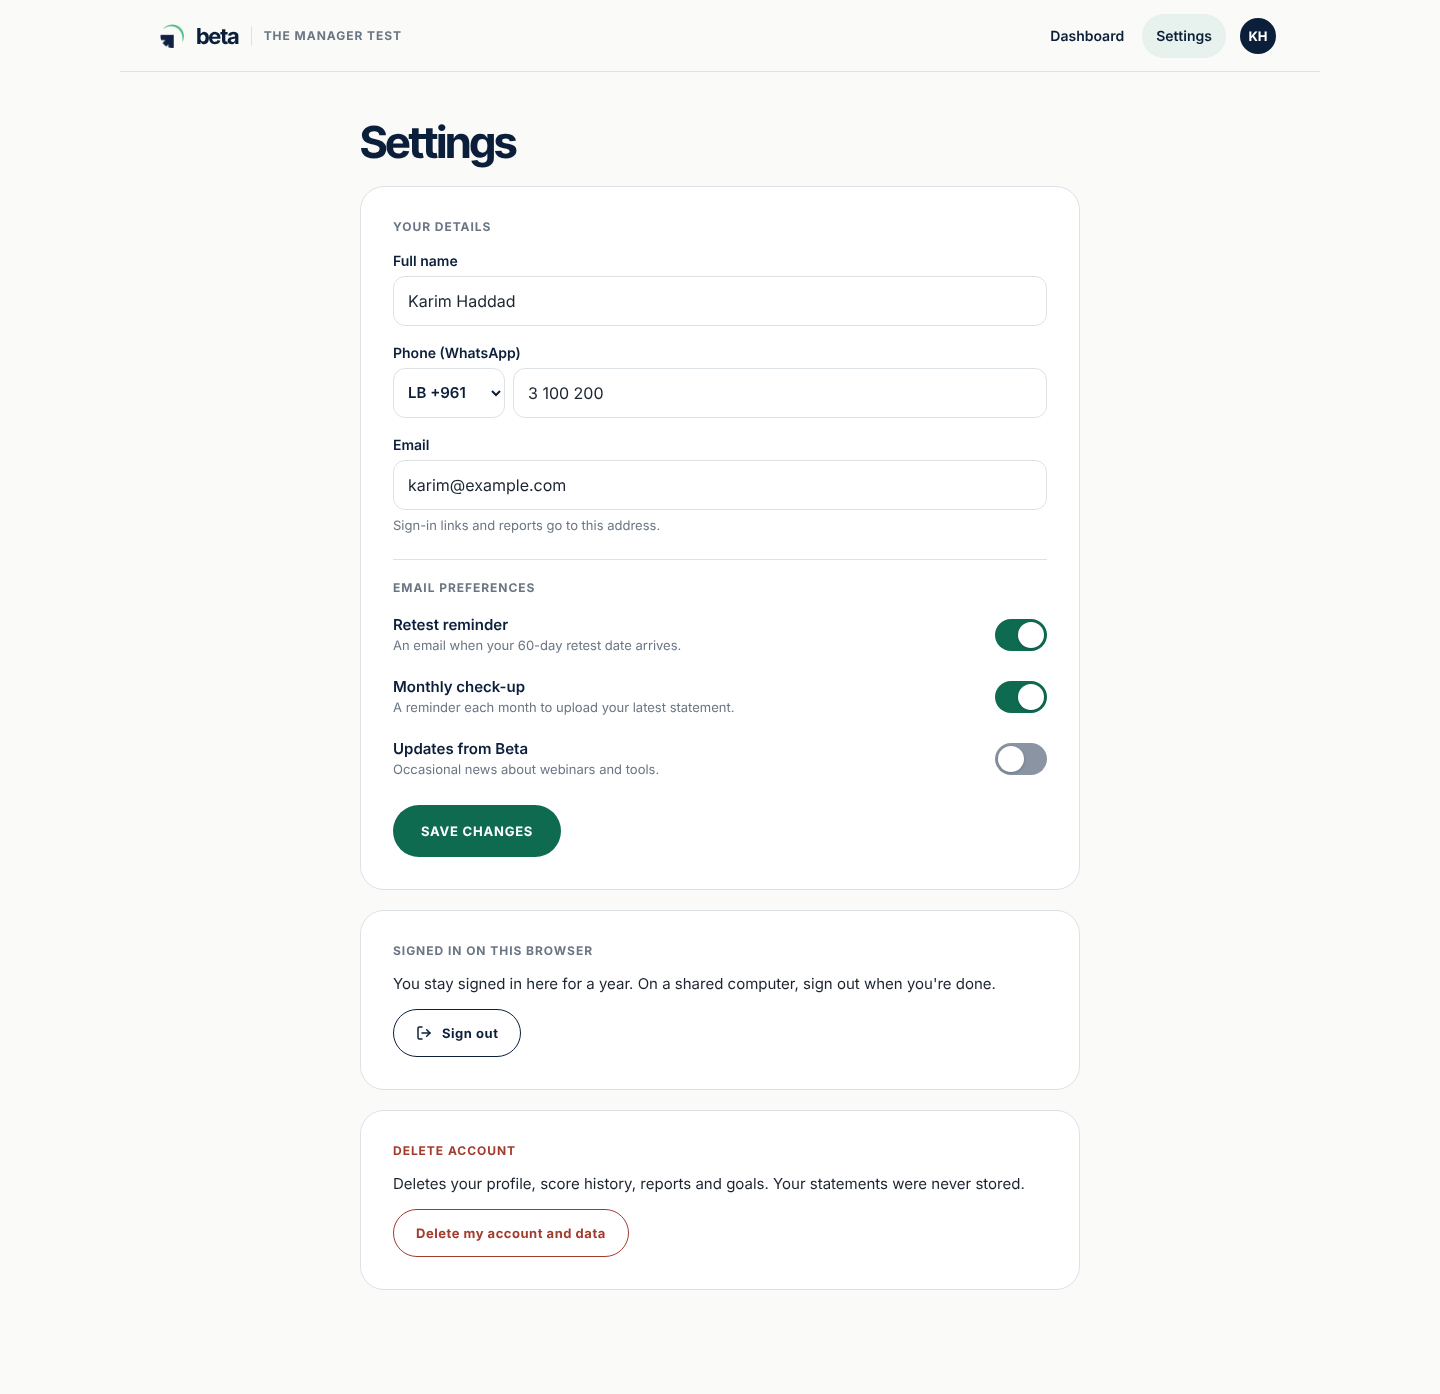 beta
THE MANAGER TEST
Dashboard
Settings
KH
Settings
YOUR DETAILS
Full name
Karim Haddad
Phone (WhatsApp)
LB +961
3 100 200
Email
karim@example.com
Sign-in links and reports go to this address.
EMAIL PREFERENCES
Retest reminder
An email when your 60-day retest date arrives.
Monthly check-up
A reminder each month to upload your latest statement.
Updates from Beta
Occasional news about webinars and tools.
SAVE CHANGES
SIGNED IN ON THIS BROWSER
You stay signed in here for a year. On a shared computer, sign out when you're done.
Sign out
DELETE ACCOUNT
Deletes your profile, score history, reports and goals. Your statements were never stored.
Delete my account and data